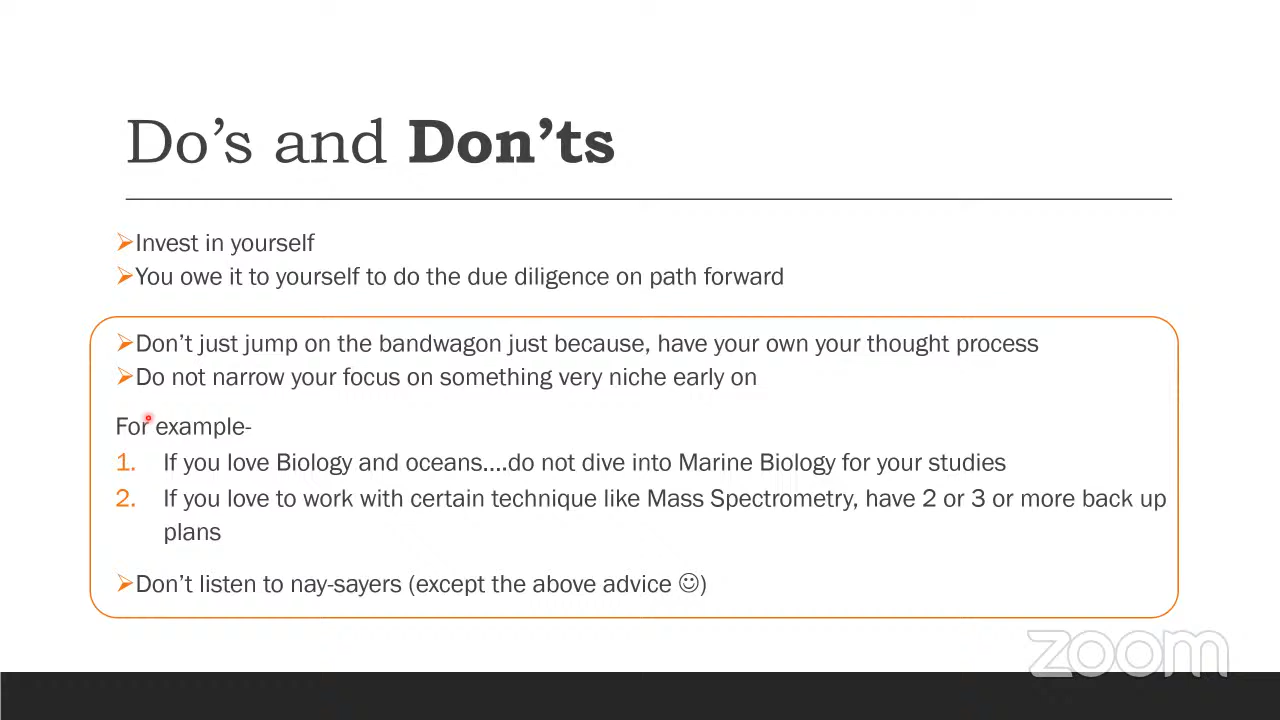 Do's and Don'ts
➢Invest in yourself
➢You owe it to yourself to do the due diligence on path forward
➢Don't just jump on the bandwagon just because, have your own your thought process
➢Do not narrow your focus on something very niche early on
For example-
1. If you love Biology and oceans....do not dive into Marine Biology for your studies
2. If you love to work with certain technique like Mass Spectrometry, have 2 or 3 or more back up
plans
➢Don't listen to nay-sayers (except the above advice ☺)
zoom